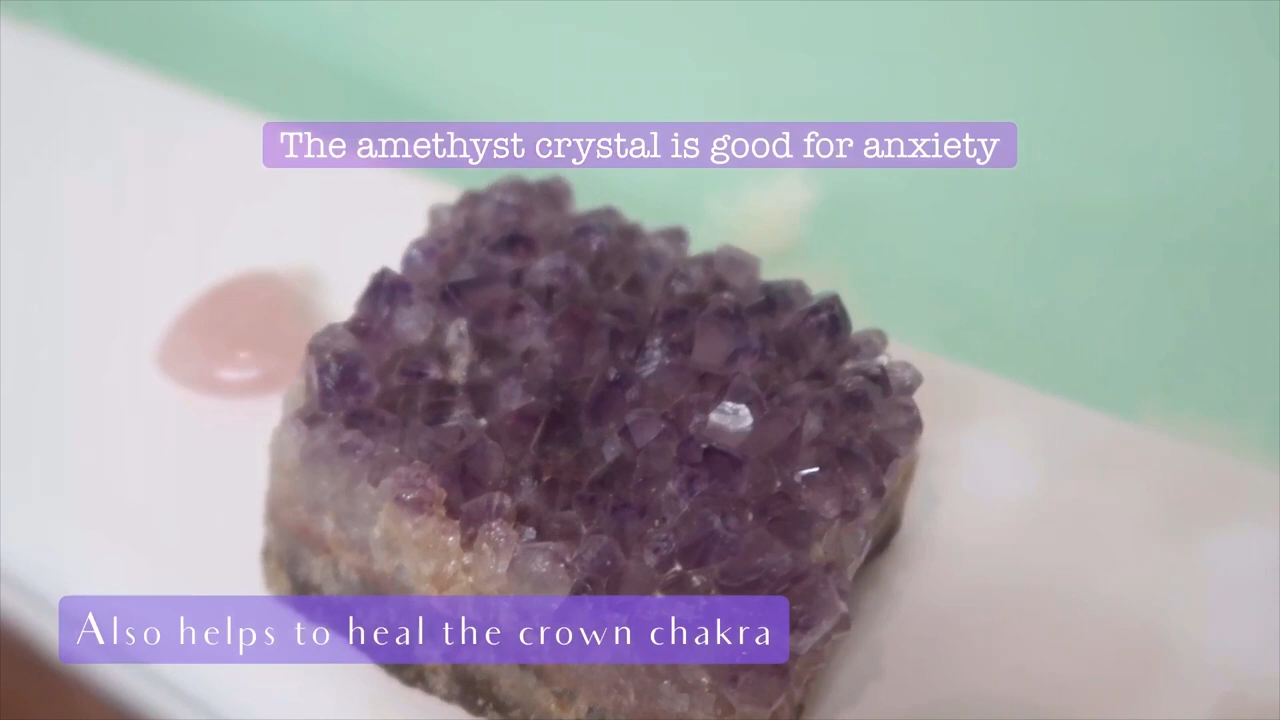 The amethyst crystal is good for anxiety
Also helps to heal the crown chakra